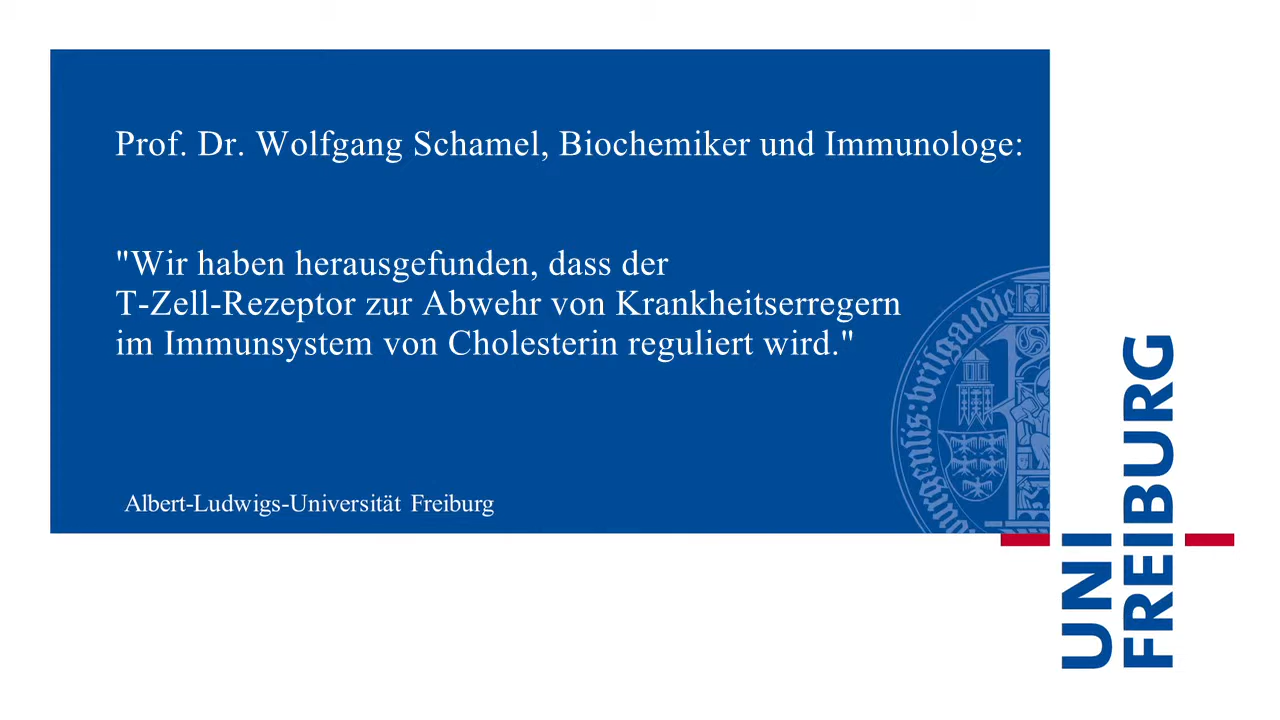 Prof. Dr. Wolfgang Schamel, Biochemiker und Immunologe:
"Wir haben herausgefunden, dass der
T-Zell-Rezeptor zur Abwehr von Krankheitserregern
im Immunsystem von Cholesterin reguliert wird."
Albert-Ludwigs-Universität Freiburg
UNI
FREIBURG